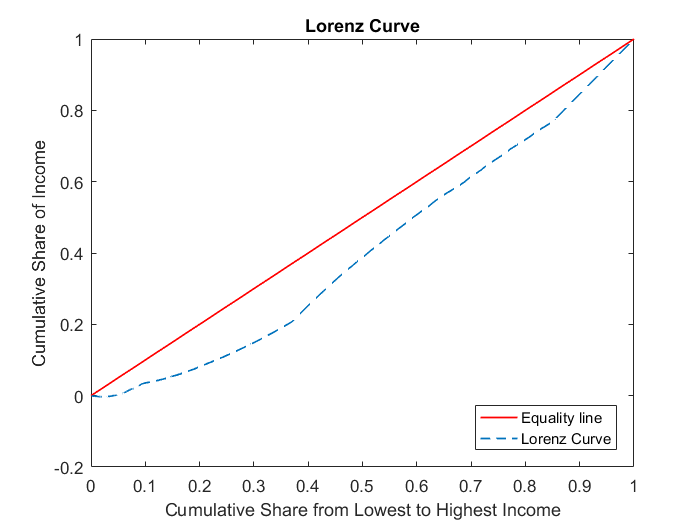 Lorenz Curve
Cumulative Share of Income
1
0.8
0.6
0.4
0.2
0
-0.2
Equality line
Lorenz Curve
0 0.1 0.2 0.3 0.4 0.5 0.6 0.7 0.8 0.9 1
Cumulative Share from Lowest to Highest Income